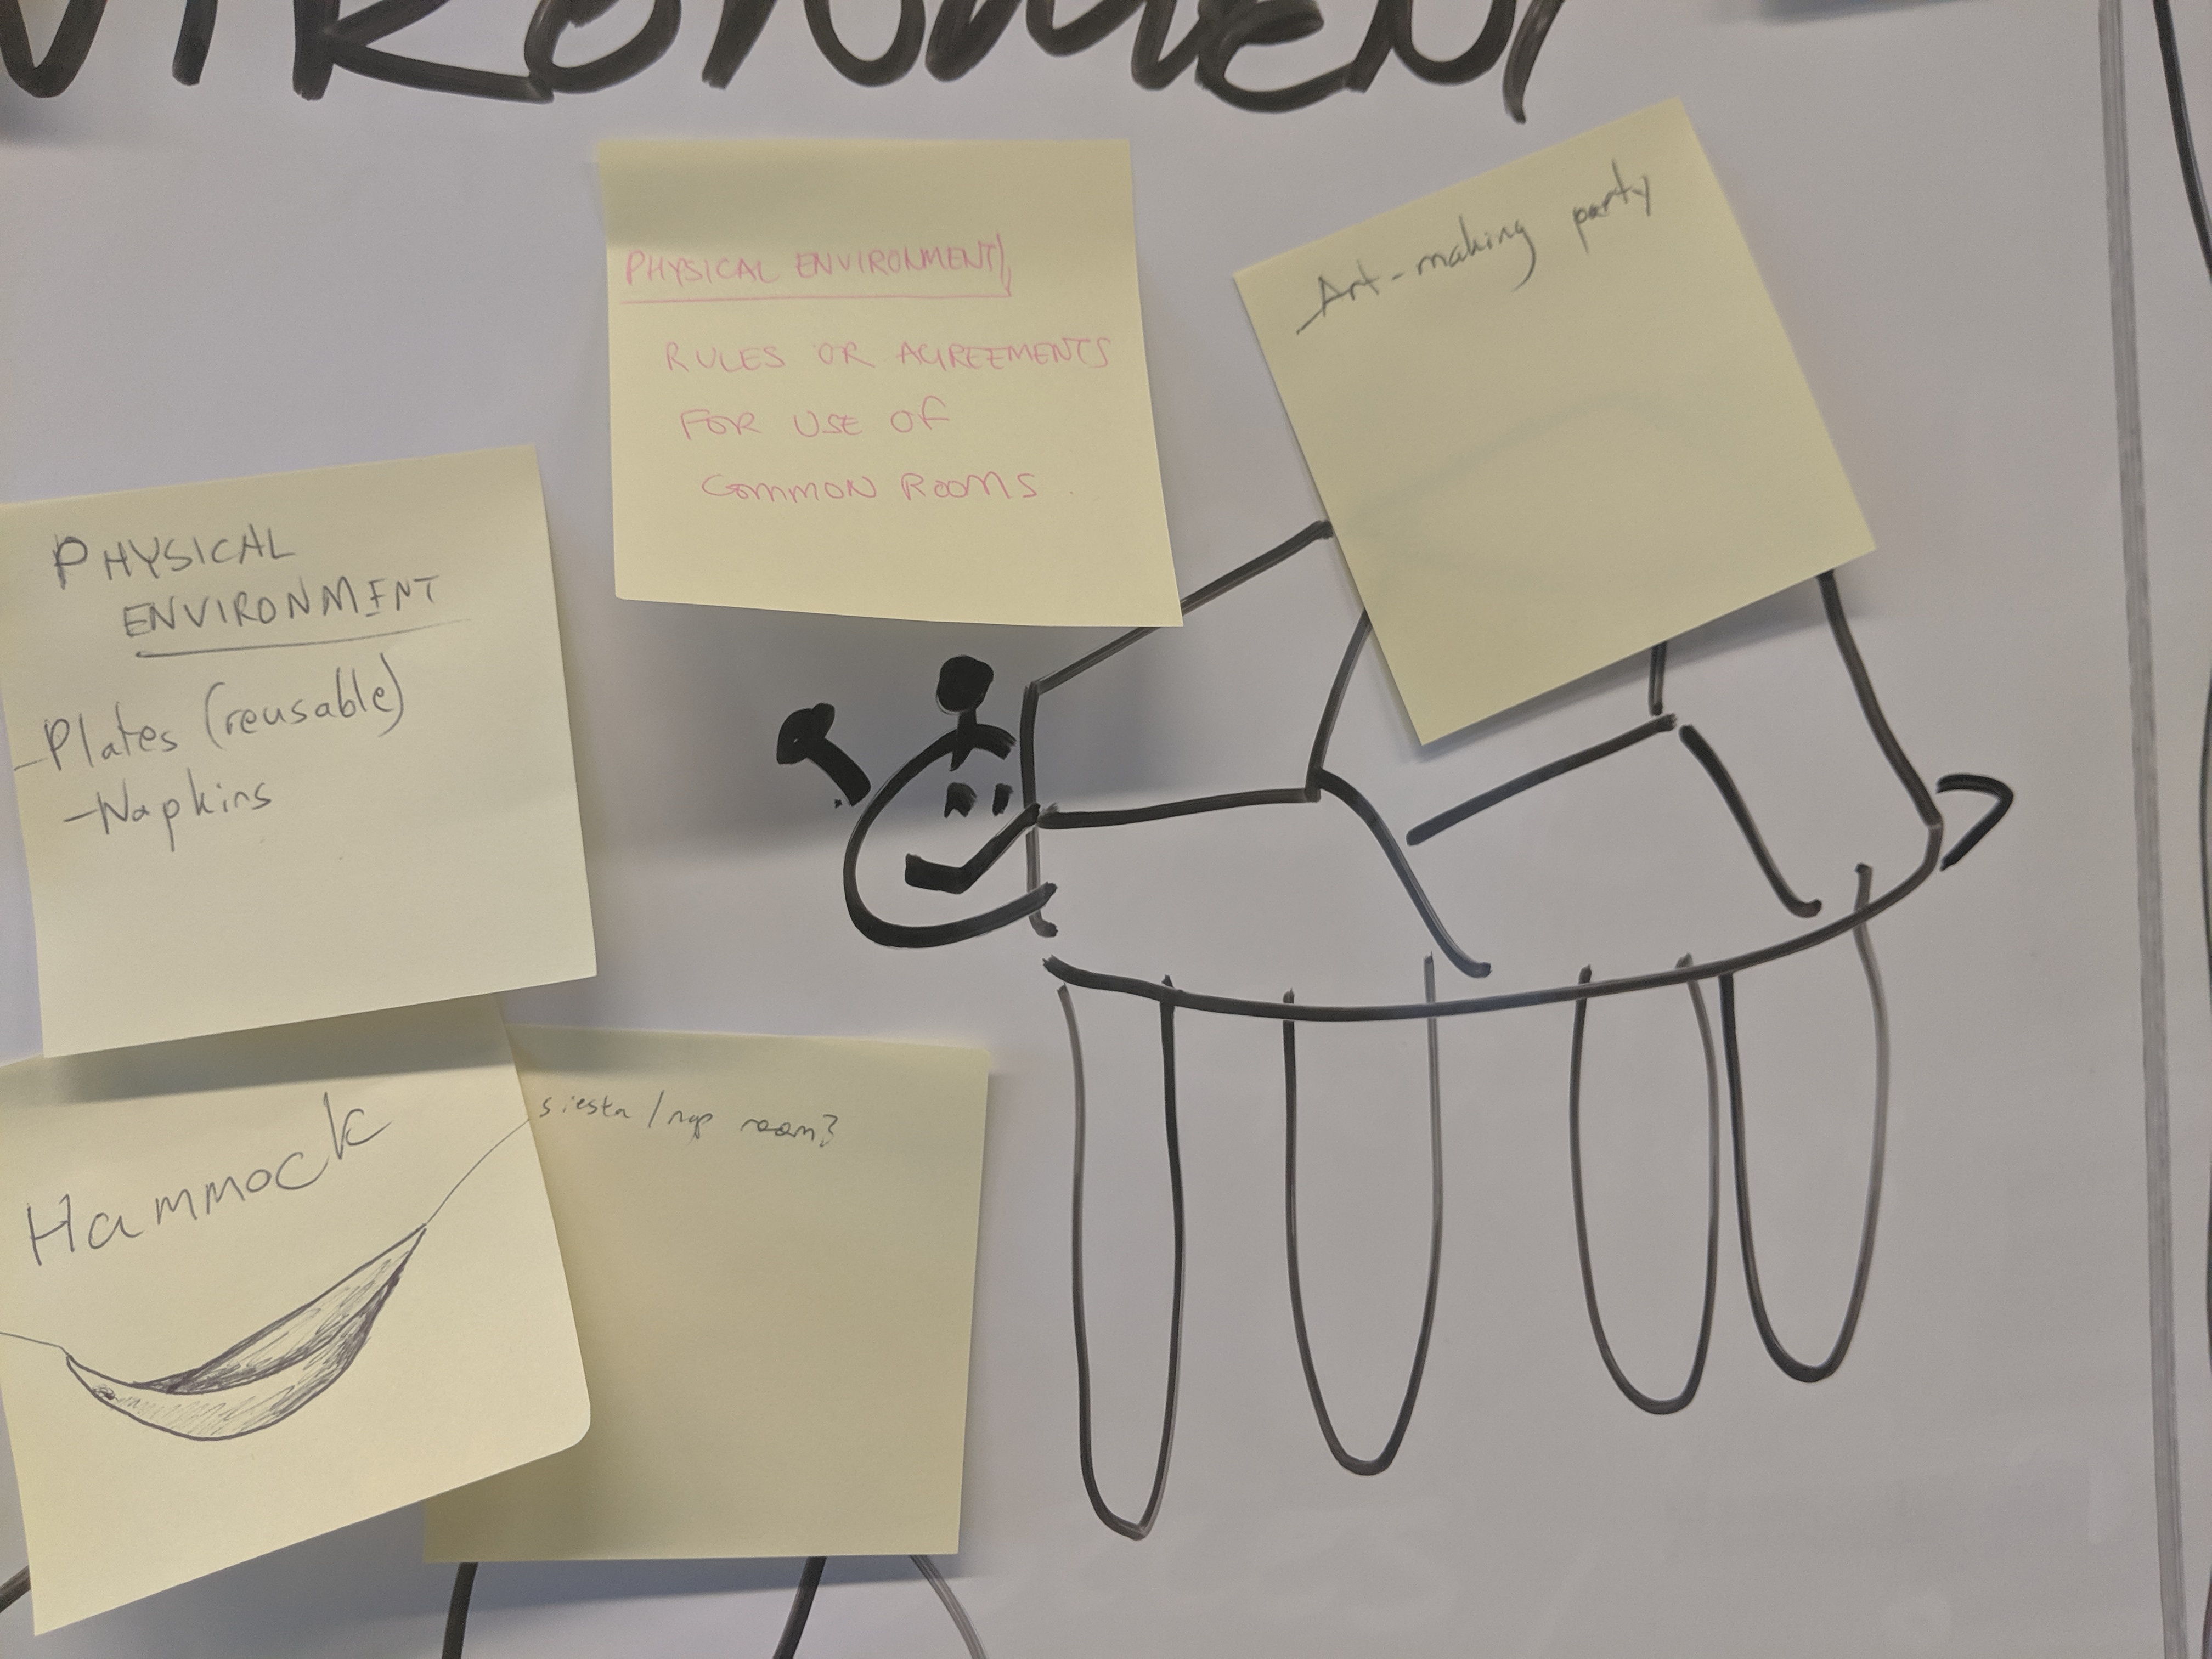 VIRONMENT
PHYSICAL ENVIRONMENT
RULES OR AGREEMENTS
FOR USE OF
COMMON ROOMS.
Art-making party
PHYSICAL
ENVIRONMENT
-Plates (reusable)
-Napkins
Hammock
siesta / nap room?